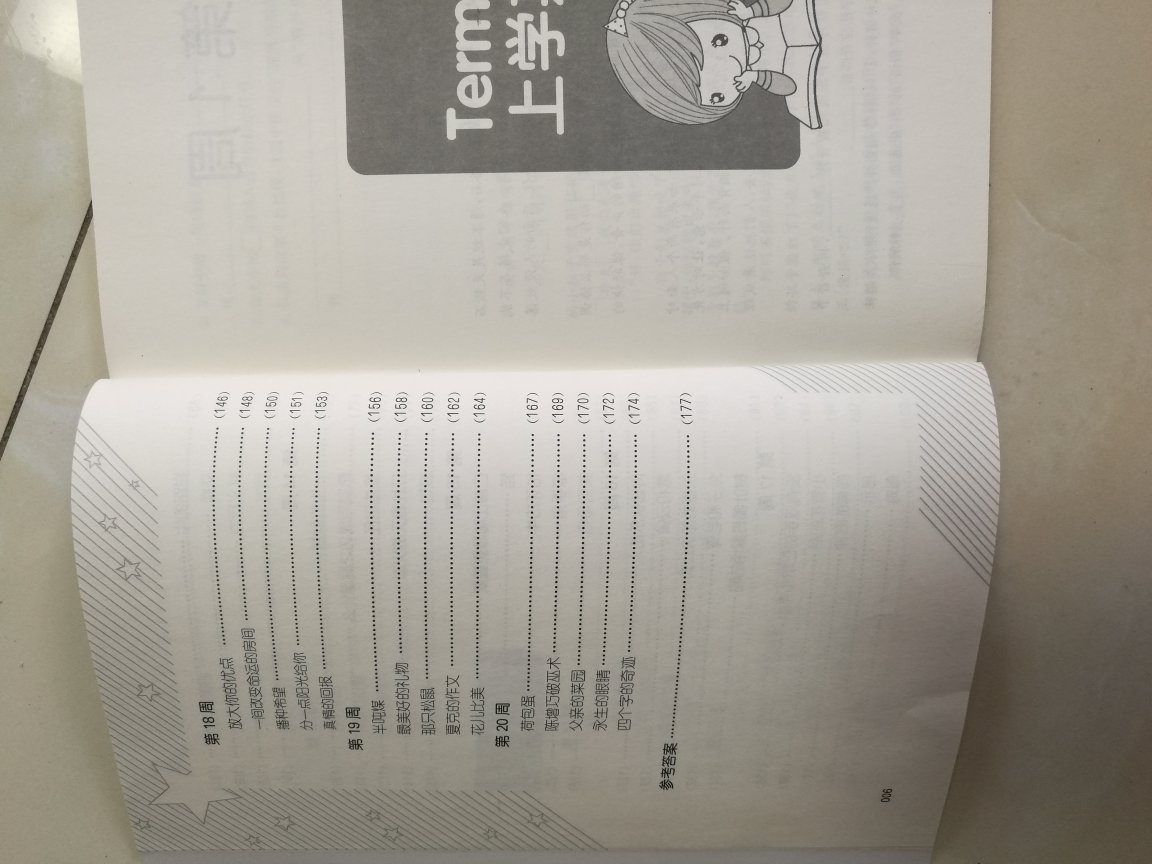 第 18 周
放大你的优点 (146)
一间改变命运的房间 (148)
播种希望 (150)
分一点阳光给你 (151)
真情的回报 (153)
第 19 周
半吨煤 (156)
最美好的礼物 (158)
那只松鼠 (160)
夏克的作文 (162)
花儿比美 (164)
第 20 周
荷包蛋 (167)
陈增巧破巫术 (169)
父亲的菜园 (170)
永生的眼睛 (172)
四个字的奇迹 (174)
参考答案 (177)
006
Term
上学